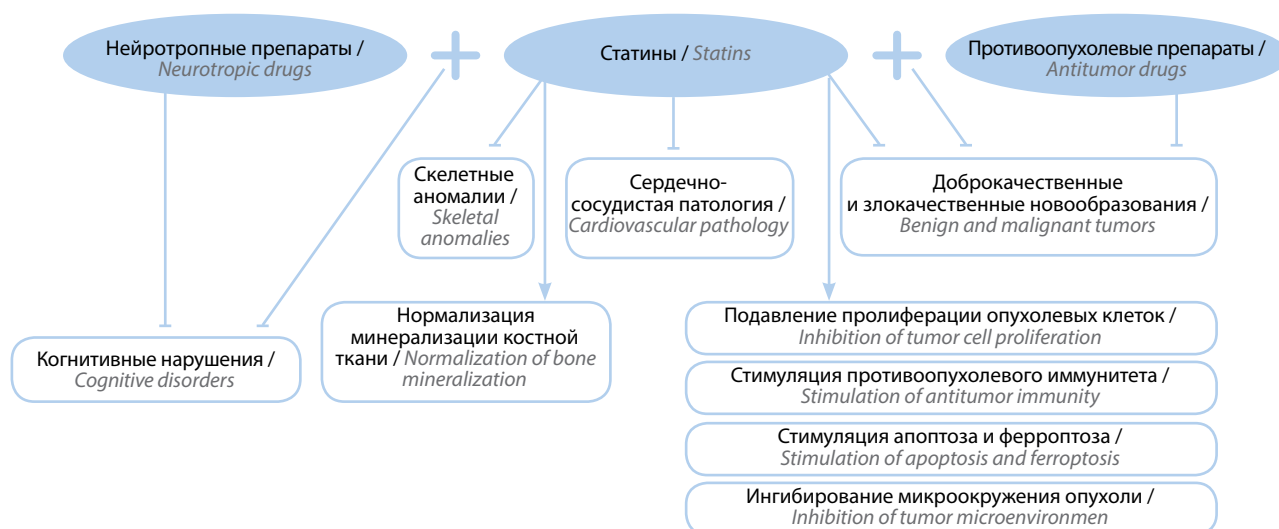 Нейротропные препараты /
Neurotropic drugs
Статины / Statins
Противоопухолевые препараты /
Antitumor drugs
Скелетные
аномалии /
Skeletal
anomalies
Сердечно-
сосудистая патология /
Cardiovascular pathology
Доброкачественные
и злокачественные новообразования /
Benign and malignant tumors
Когнитивные нарушения /
Cognitive disorders
Нормализация
минерализации костной
ткани / Normalization of bone
mineralization
Подавление пролиферации опухолевых клеток /
Inhibition of tumor cell proliferation
Стимуляция противоопухолевого иммунитета /
Stimulation of antitumor immunity
Стимуляция апоптоза и ферроптоза /
Stimulation of apoptosis and ferroptosis
Ингибирование микроокружения опухоли /
Inhibition of tumor microenvironmen